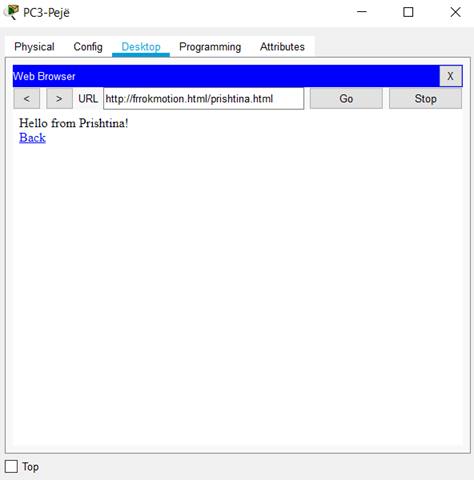 PC3-Pejë
Physical Config Desktop Programming Attributes
Web Browser X
< > URL http://frrokmotion.html/prishtina.html Go Stop
Hello from Prishtina!
Back
Top